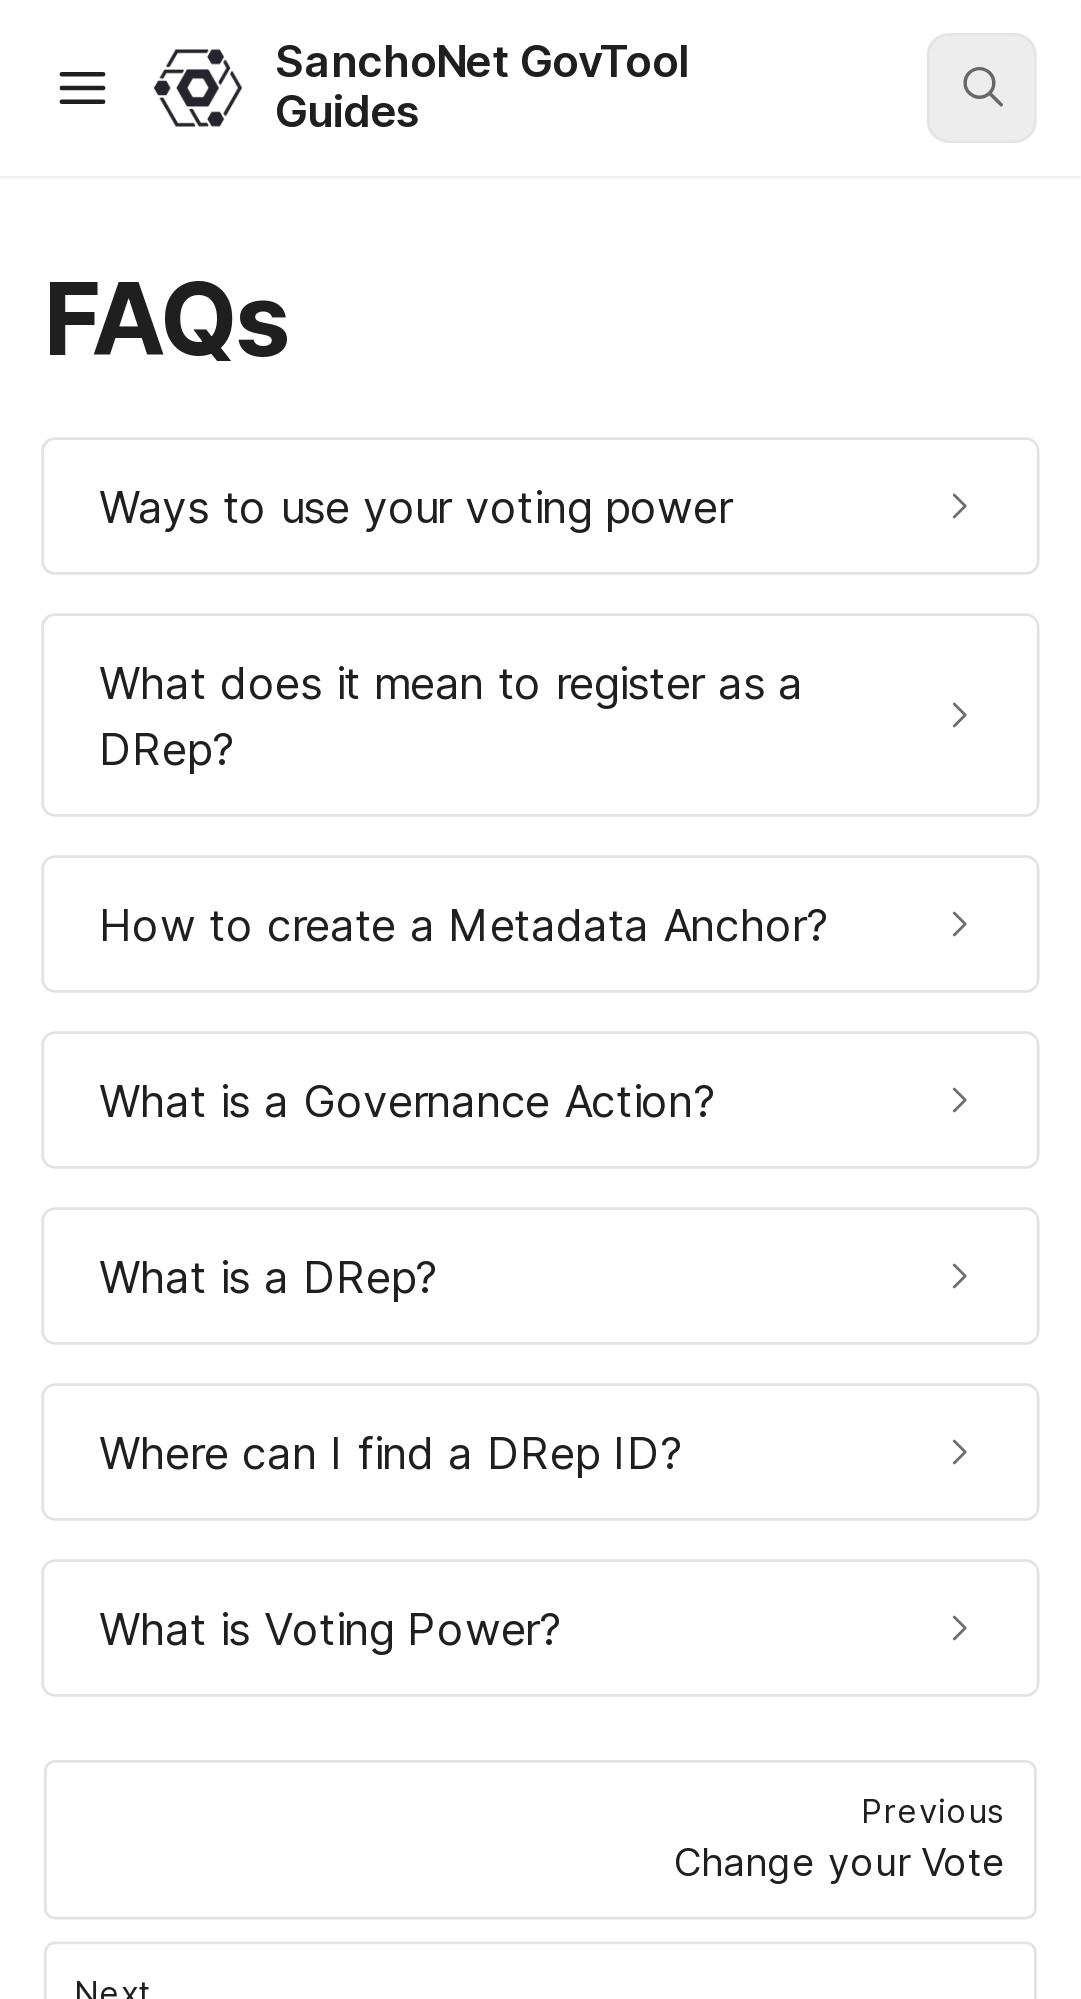 SanchoNet GovTool
Guides
FAQs
Ways to use your voting power
What does it mean to register as a
DRep?
How to create a Metadata Anchor?
What is a Governance Action?
What is a DRep?
Where can I find a DRep ID?
What is Voting Power?
Previous
Change your Vote
Next